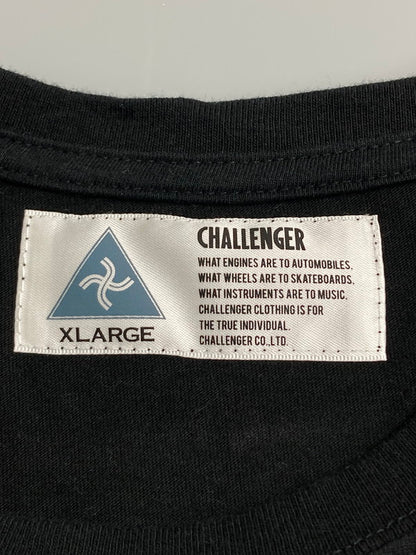 XLARGE
CHALLENGER
WHAT ENGINES ARE TO AUTOMOBILES.
WHAT WHEELS ARE TO SKATEBOARDS.
WHAT INSTRUMENTS ARE TO MUSIC.
CHALLENGER CLOTHING IS FOR
THE TRUE INDIVIDUAL.
CHALLENGER CO.,LTD.